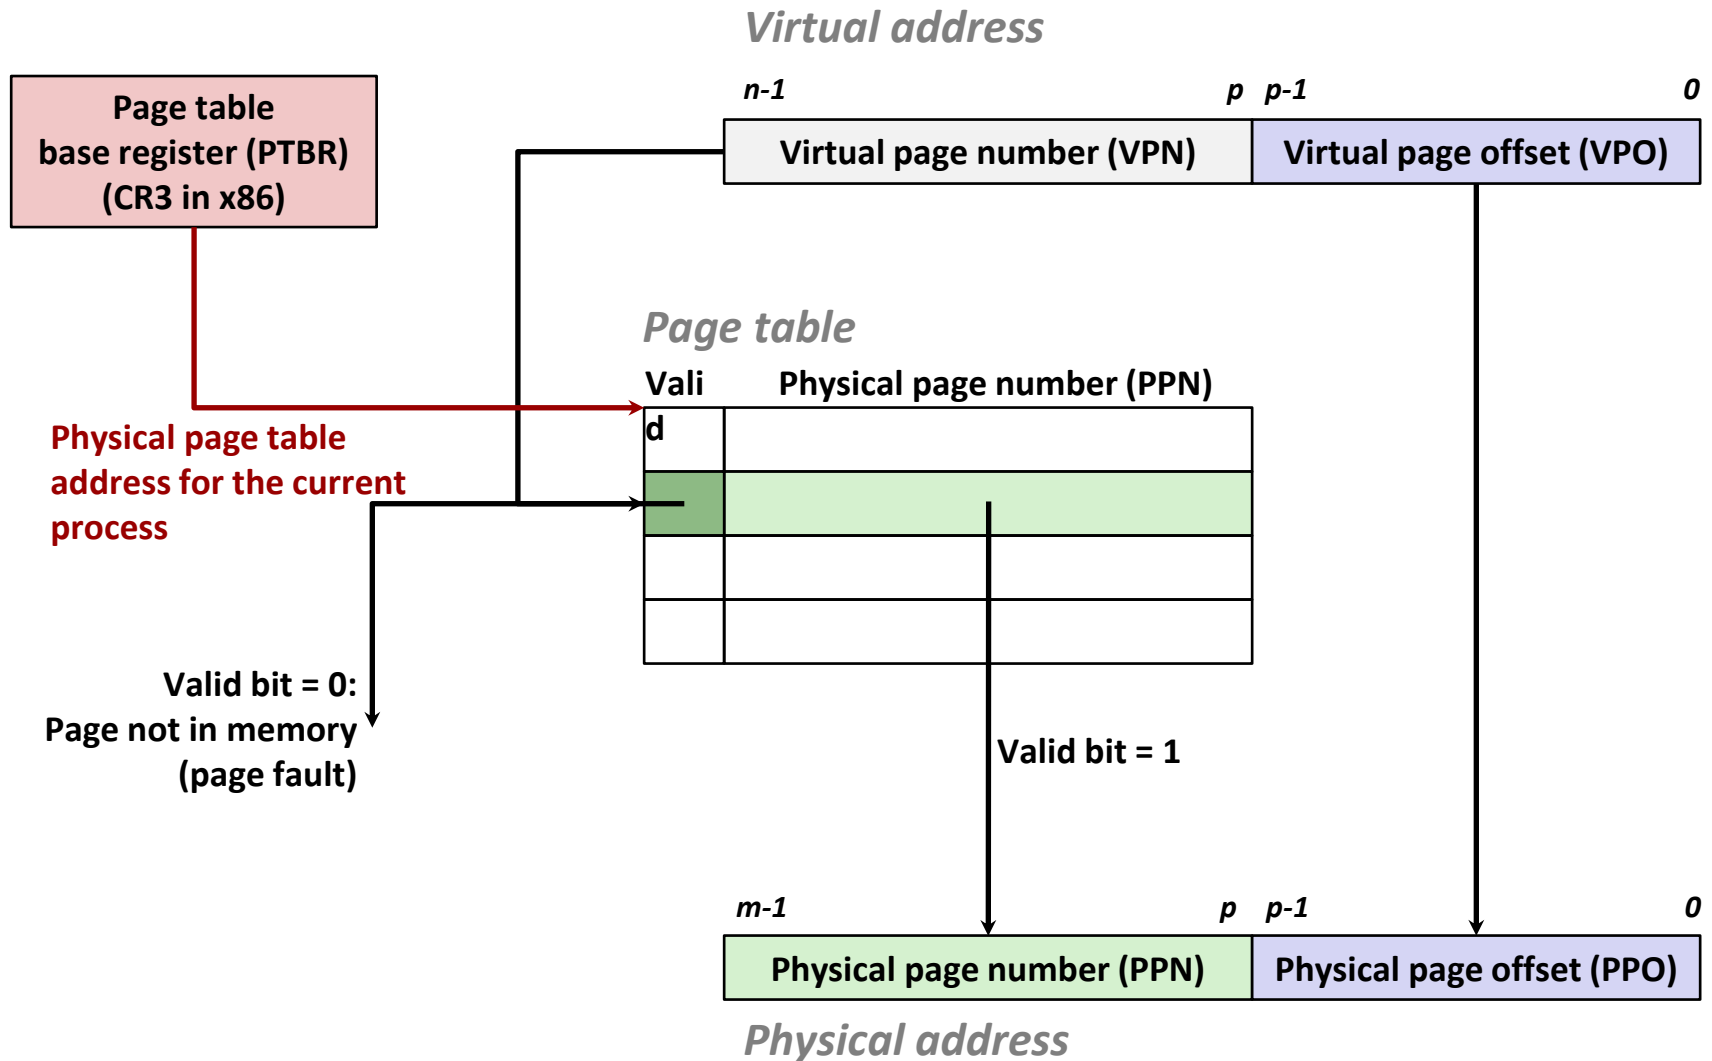 Virtual address
n-1 p p-1 0
Page table
base register (PTBR)
(CR3 in x86)
Virtual page number (VPN) Virtual page offset (VPO)
Page table
Vali
d
Physical page number (PPN)
Physical page table
address for the current
process
Valid bit = 0:
Page not in memory
(page fault)
Valid bit = 1
m-1 p p-1 0
Physical page number (PPN) Physical page offset (PPO)
Physical address